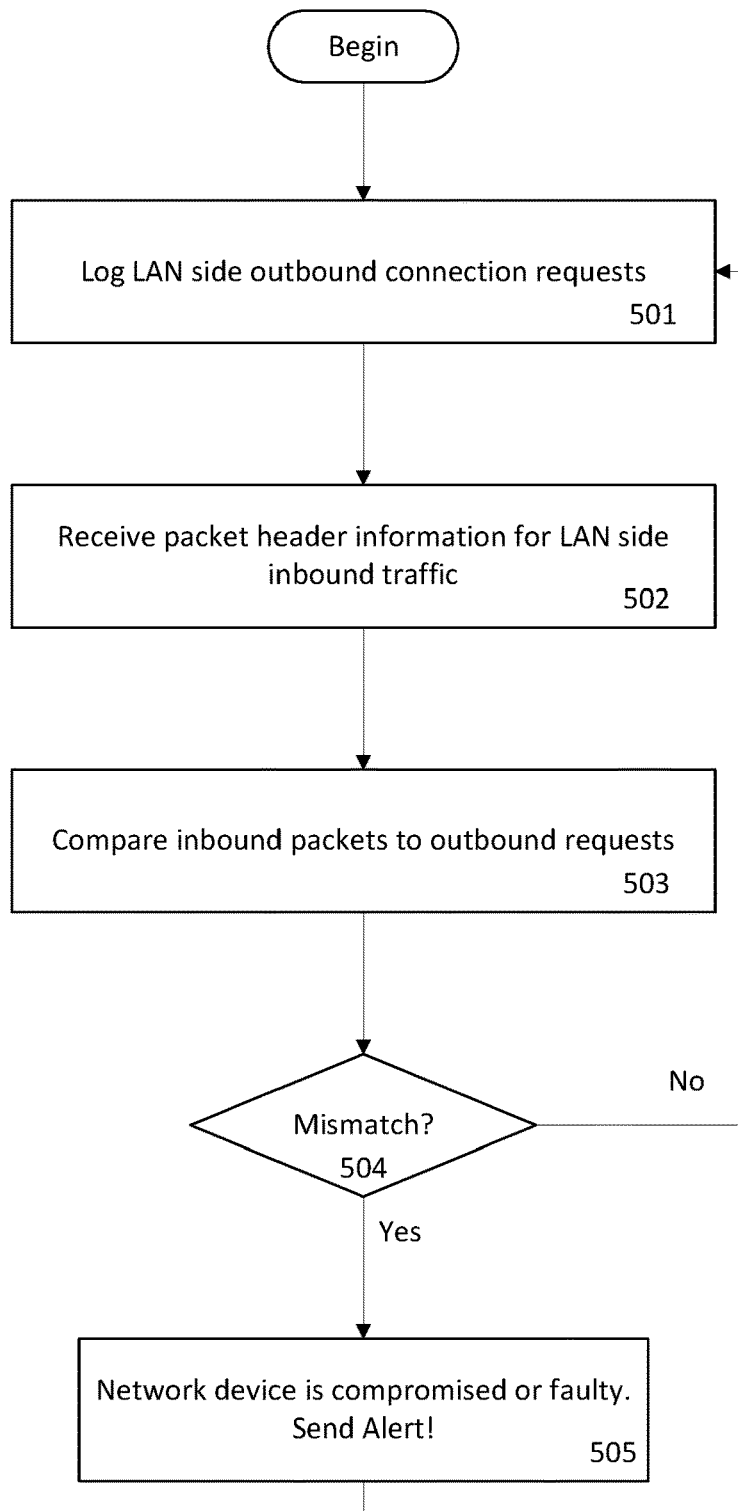 Begin
Log LAN side outbound connection requests
501
Receive packet header information for LAN side
inbound traffic
502
Compare inbound packets to outbound requests
503
Mismatch?
504
No
Yes
Network device is compromised or faulty.
Send Alert!
505